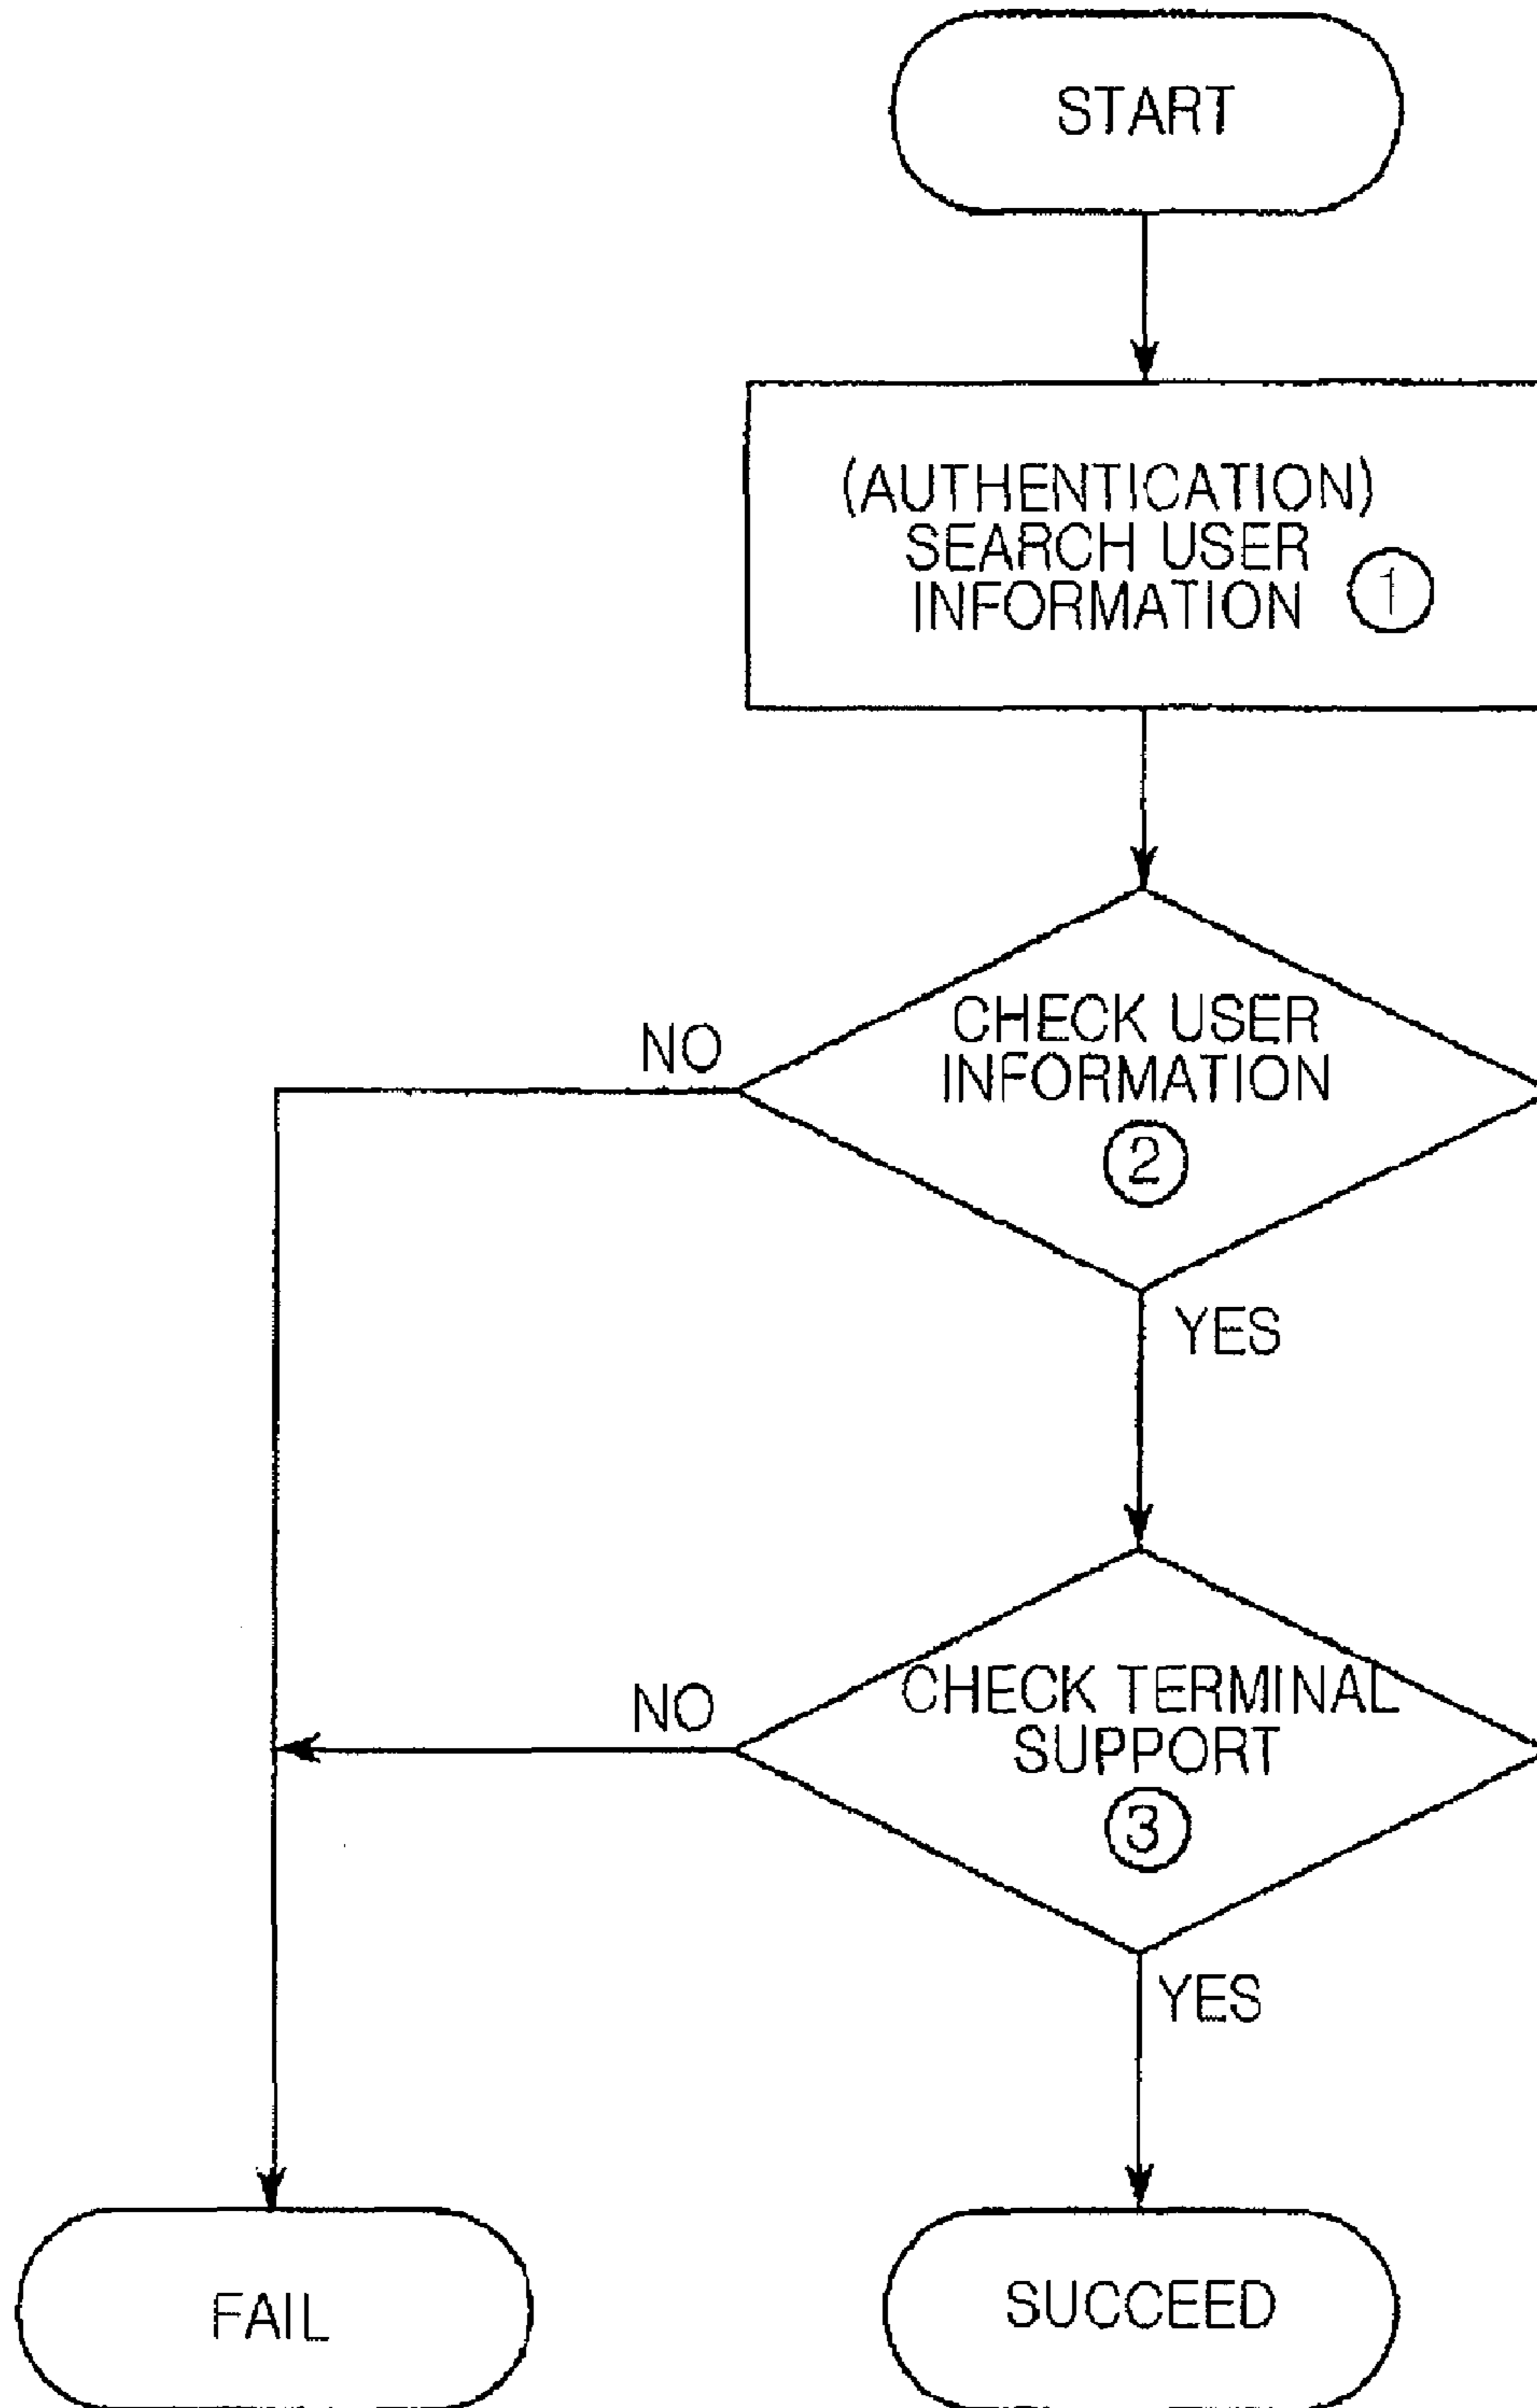 START
(AUTHENTICATION)
SEARCH USER
INFORMATION ①
CHECK USER
INFORMATION
②
NO
YES
CHECK TERMINAL
SUPPORT
③
NO
YES
FAIL
SUCCEED